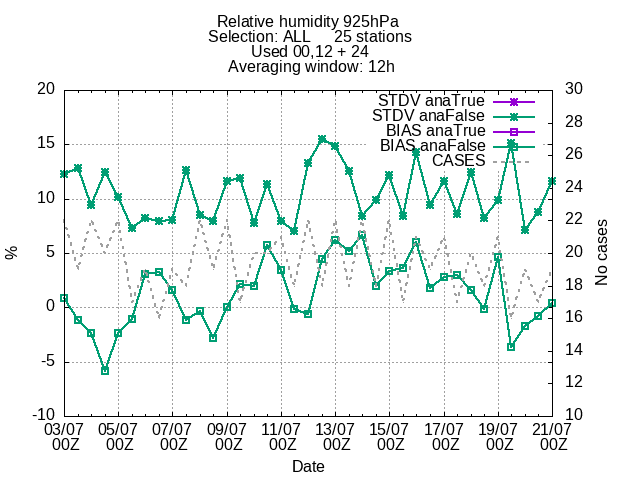 Relative humidity 925hPa
Selection: ALL 25 stations
Used 00,12 + 24
Averaging window: 12h
STDV anaTrue
STDV anaFalse
BIAS anaTrue
BIAS anaFalse
CASES
20
15
10
5
0
-5
-10
%
30
28
26
24
22
20
18
16
14
12
10
No cases
03/07 05/07 07/07 09/07 11/07 13/07 15/07 17/07 19/07 21/07
00Z 00Z 00Z 00Z 00Z 00Z 00Z 00Z 00Z 00Z
Date